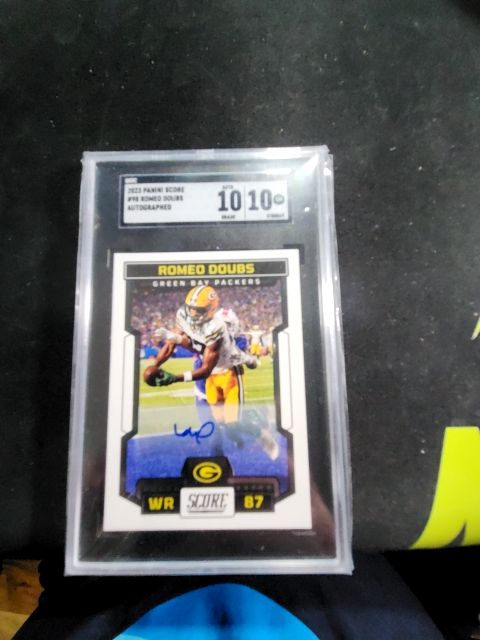 2023 PANINI SCORE
#98 ROMEO DOUBS
AUTOGRAPHED
AUTO
10
GRADE
10
ROMEO DOUBS
GREEN BAY PACKERS
G
WR
SCORE
87